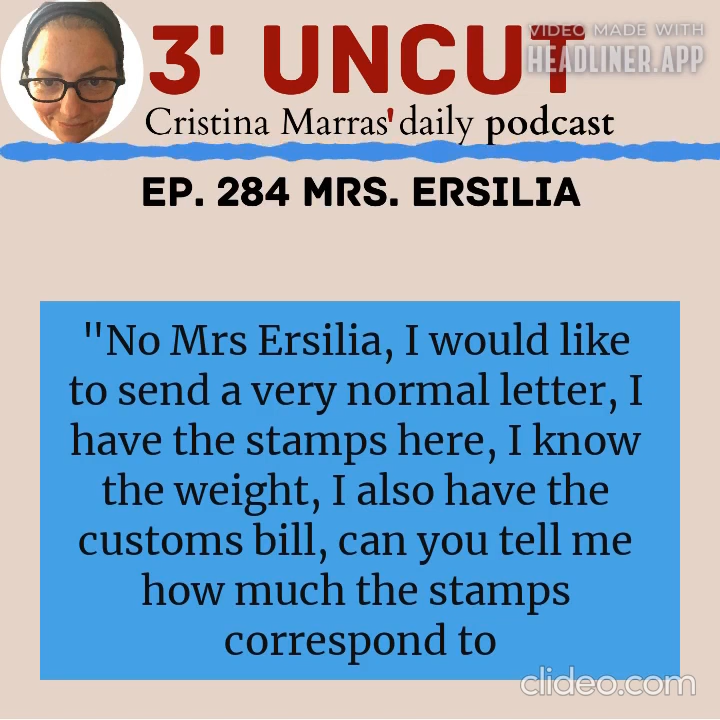 3' UNCUT
VIDEO MADE WITH
HEADLINER.APP
Cristina Marras'daily podcast
EP. 284 MRS. ERSILIA
"No Mrs Ersilia, I would like
to send a very normal letter, I
have the stamps here, I know
the weight, I also have the
customs bill, can you tell me
how much the stamps
correspond to
clideo.com